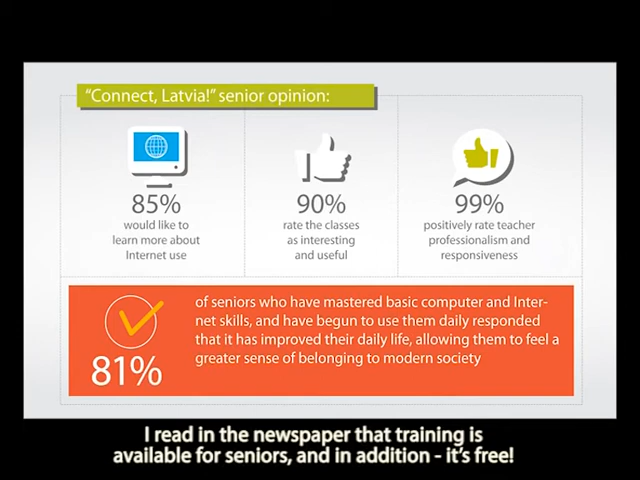 “Connect, Latvia!” senior opinion:
85%
would like to
learn more about
Internet use
90%
rate the classes
as interesting
and useful
99%
positively rate teacher
professionalism and
responsiveness
81%
of seniors who have mastered basic computer and Inter-
net skills, and have begun to use them daily responded
that it has improved their daily life, allowing them to feel a
greater sense of belonging to modern society
I read in the newspaper that training is
available for seniors, and in addition - it's free!